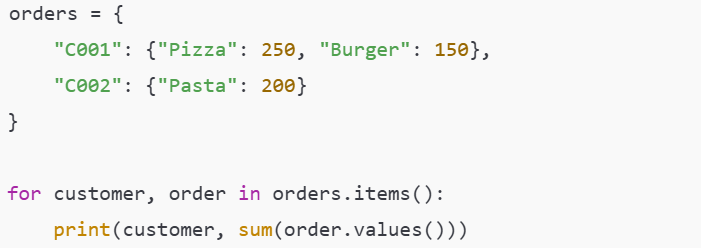 orders = {
    "C001": {"Pizza": 250, "Burger": 150},
    "C002": {"Pasta": 200}
}

for customer, order in orders.items():
    print(customer, sum(order.values()))